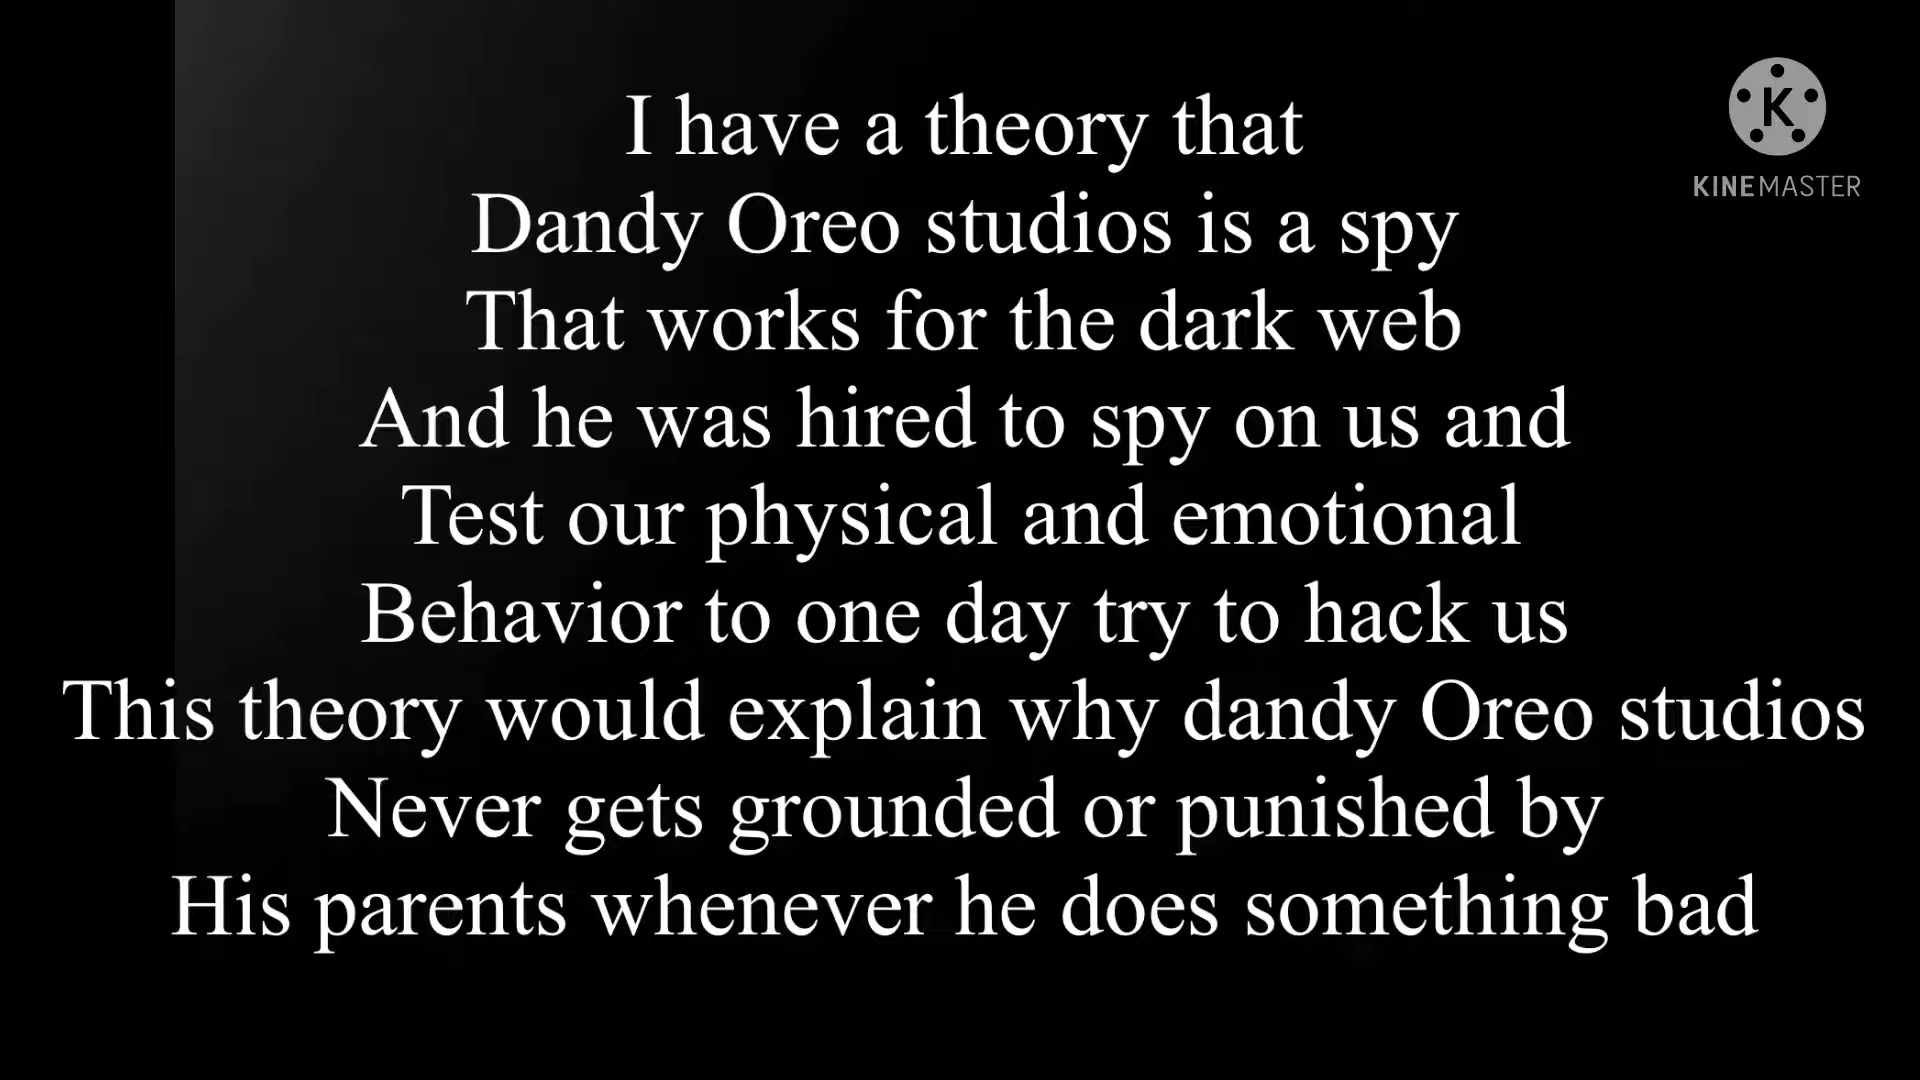 I have a theory that
Dandy Oreo studios is a spy
That works for the dark web
And he was hired to spy on us and
Test our physical and emotional
Behavior to one day try to hack us
This theory would explain why dandy Oreo studios
Never gets grounded or punished by
His parents whenever he does something bad
K
KINEMASTER